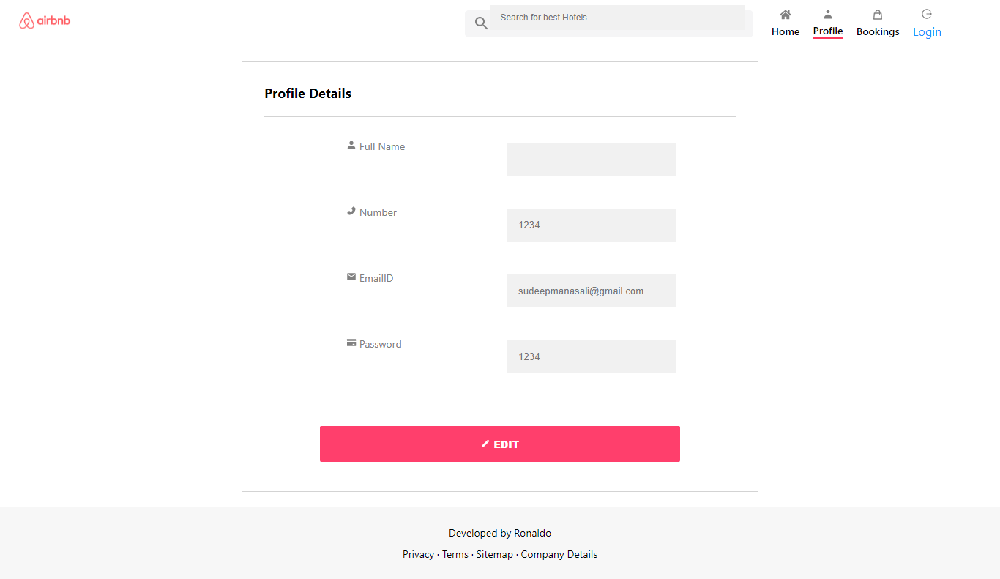 airbnb
Search for best Hotels
Home
Profile
Bookings
Login
Profile Details
Full Name
Number
1234
EmailID
sudeepmanasali@gmail.com
Password
1234
EDIT
Developed by Ronaldo
Privacy · Terms · Sitemap · Company Details